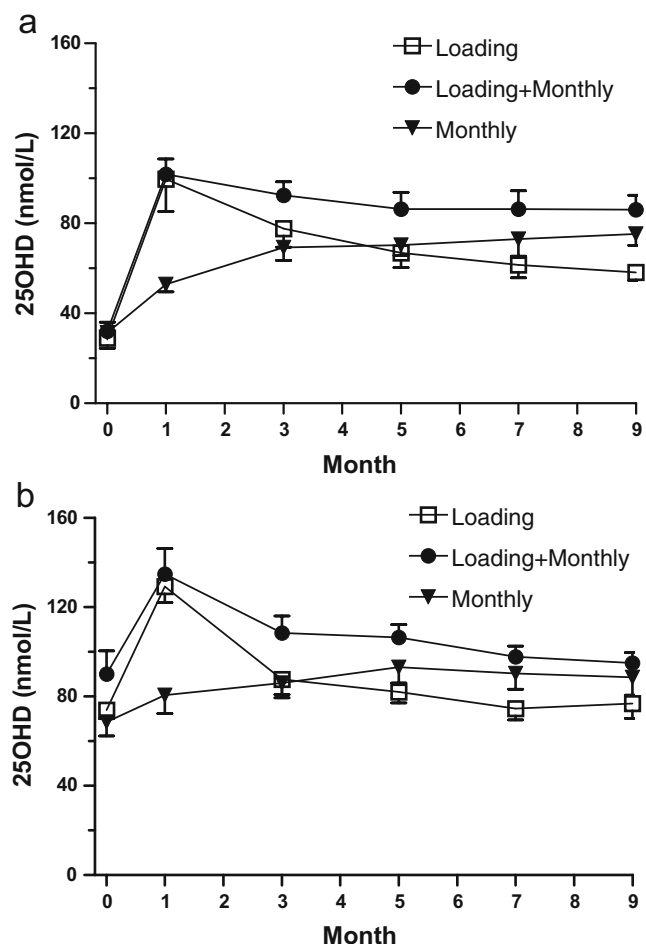 a
160
120
80
40
0
25OHD (nmol/L)
Loading
Loading+Monthly
Monthly
0 1 2 3 4 5 6 7 8 9
Month
b
160
120
80
40
0
25OHD (nmol/L)
Loading
Loading+Monthly
Monthly
0 1 2 3 4 5 6 7 8 9
Month